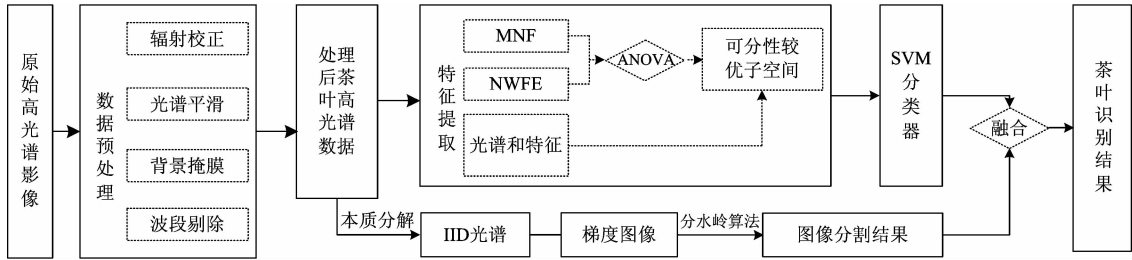 原始高光谱影像
数据预处理
辐射校正
光谱平滑
背景掩膜
波段剔除
处理
后茶
叶高
光谱
数据
特征提取
MNF
NWFE
光谱和特征
ANOVA
可分性较
优子空间
SVM
分类器
融合
茶叶识别结果
本质分解
IID光谱
梯度图像
分水岭算法
图像分割结果